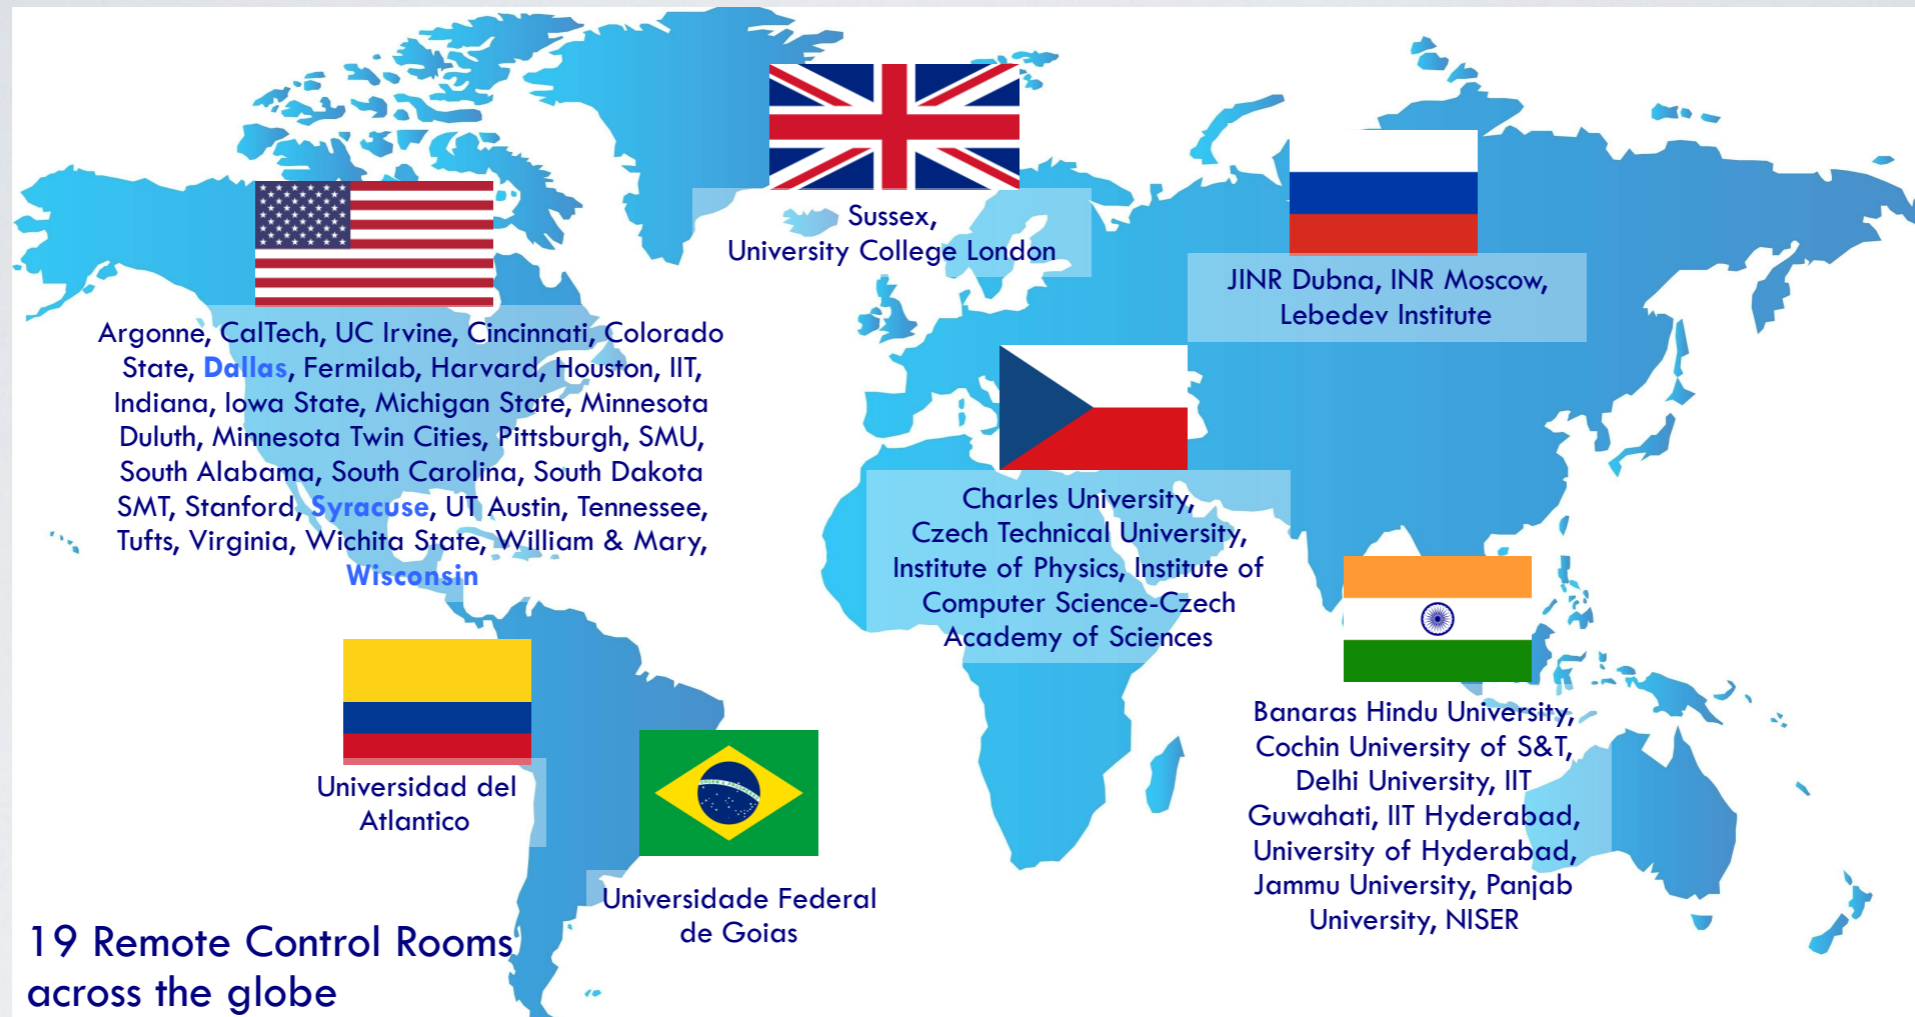 Sussex,
University College London
JINR Dubna, INR Moscow,
Lebedev Institute
Argonne, CalTech, UC Irvine, Cincinnati, Colorado
State, Dallas, Fermilab, Harvard, Houston, IIT,
Indiana, Iowa State, Michigan State, Minnesota
Duluth, Minnesota Twin Cities, Pittsburgh, SMU,
South Alabama, South Carolina, South Dakota
SMT, Stanford, Syracuse, UT Austin, Tennessee,
Tufts, Virginia, Wichita State, William & Mary,
Wisconsin
Charles University,
Czech Technical University,
Institute of Physics, Institute of
Computer Science-Czech
Academy of Sciences
Banaras Hindu University,
Cochin University of S&T,
Delhi University, IIT
Guwahati, IIT Hyderabad,
University of Hyderabad,
Jammu University, Panjab
University, NISER
Universidad del
Atlantico
Universidade Federal
de Goias
19 Remote Control Rooms
across the globe